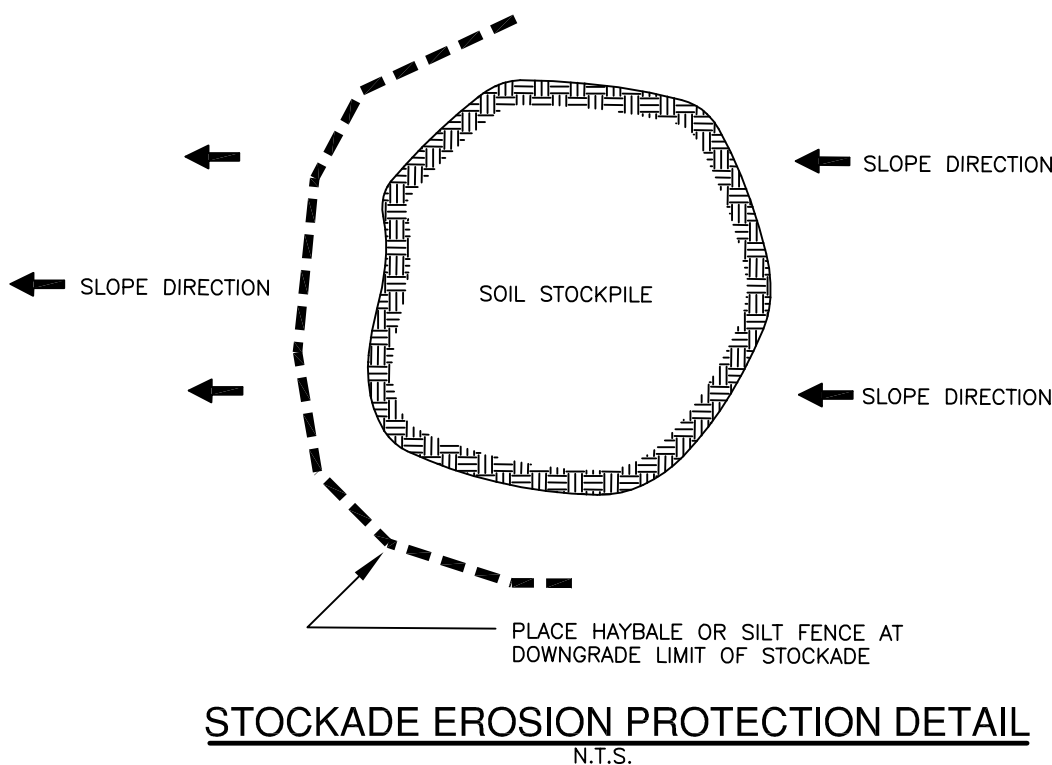 SLOPE DIRECTION
SLOPE DIRECTION
SOIL STOCKPILE
SLOPE DIRECTION
PLACE HAYBALE OR SILT FENCE AT
DOWNGRADE LIMIT OF STOCKADE
STOCKADE EROSION PROTECTION DETAIL
N.T.S.